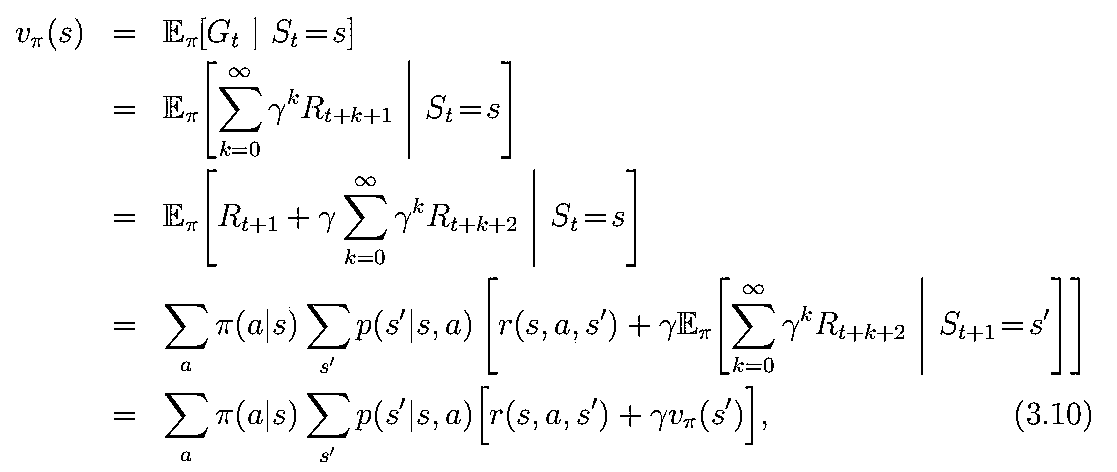 v_π(s) = 𝔼_π[G_t | S_t = s]
= 𝔼_π[∑_{k=0}^{∞} γ^k R_{t+k+1} | S_t = s]
= 𝔼_π[R_{t+1} + γ ∑_{k=0}^{∞} γ^k R_{t+k+2} | S_t = s]
= ∑_a π(a|s) ∑_{s′} p(s′|s, a) [r(s, a, s′) + γ𝔼_π[∑_{k=0}^{∞} γ^k R_{t+k+2} | S_{t+1} = s′]]
= ∑_a π(a|s) ∑_{s′} p(s′|s, a)[r(s, a, s′) + γv_π(s′)], (3.10)